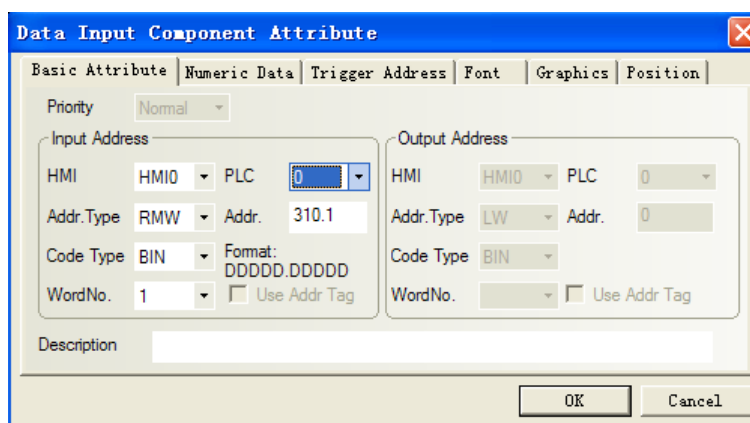 Data Input Component Attribute
Basic Attribute Numeric Data Trigger Address Font Graphics Position
Priority Normal
Input Address Output Address
HMI HMI0 PLC 0 HMI HMI0 PLC 0
Addr.Type RMW Addr. 310.1 Addr.Type LW Addr. 0
Code Type BIN Format: DDDDD.DDDDD Code Type BIN
WordNo. 1 Use Addr Tag WordNo. Use Addr Tag
Description
OK Cancel